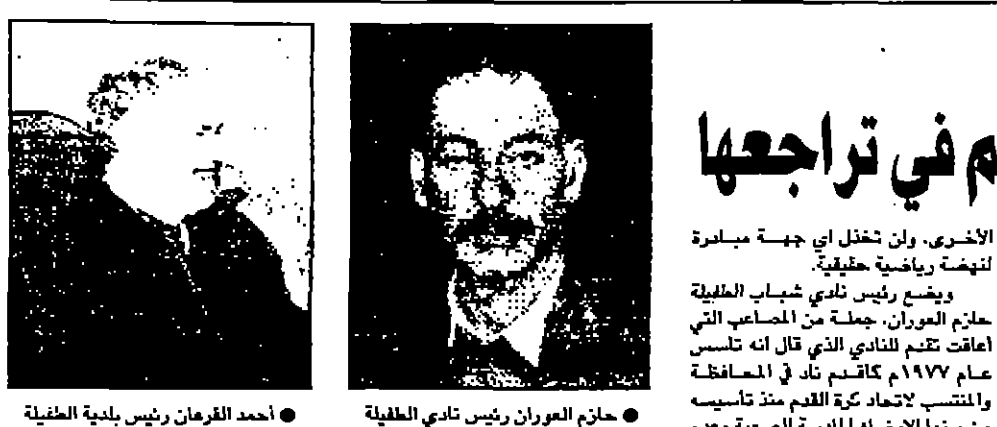 م في تراجعها
الأخرى، ولن تخذل اي جهة مبادرة
لنهضة رياضية حقيقية.
ويضع رئيس نادي شباب الطفيلة
حازم العوران، جملة من المصاعب التي
أعاقت تقدم للنادي الذي قال انه تأسس
عام ١٩٧٧م كأقدم ناد في المحافظة
والمنتسب لاتحاد كرة القدم منذ تأسيسه
● حازم العوران رئيس نادي الطفيلة
● أحمد القرعان رئيس بلدية الطفيلة